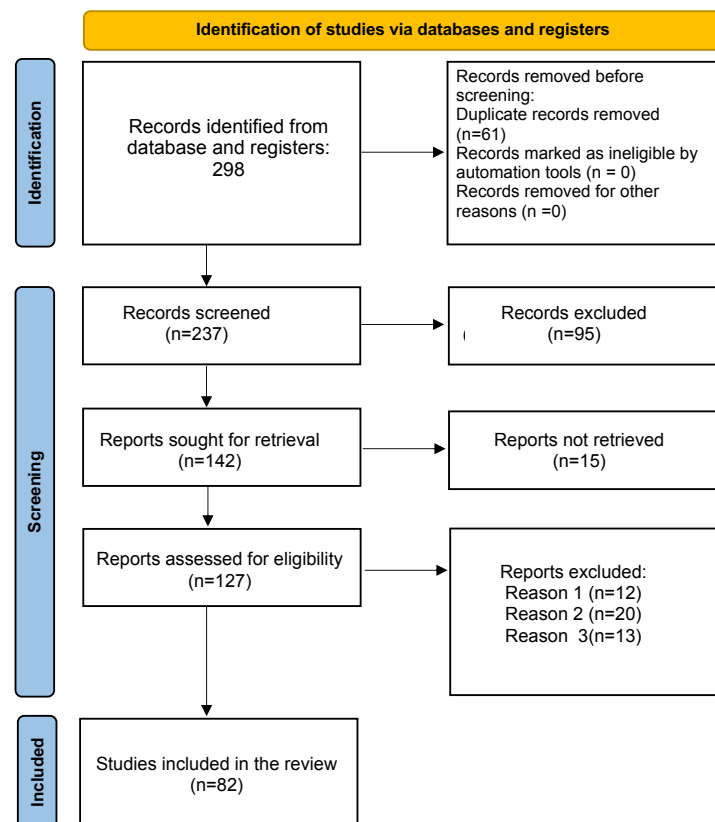 Identification of studies via databases and registers
Identification
Records identified from
database and registers:
298
Records removed before
screening:
Duplicate records removed
(n=61)
Records marked as ineligible by
automation tools (n = 0)
Records removed for other
reasons (n =0)
Screening
Records screened
(n=237)
Records excluded
(n=95)
(
Reports sought for retrieval
(n=142)
Reports not retrieved
(n=15)
Reports assessed for eligibility
(n=127)
Reports excluded:
Reason 1 (n=12)
Reason 2 (n=20)
Reason  3(n=13)
Included
Studies included in the review
(n=82)